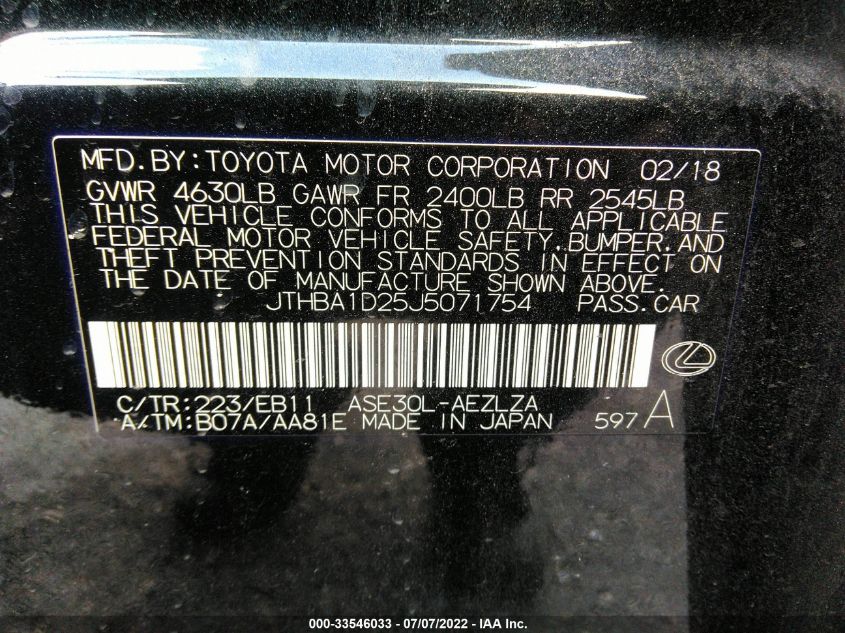 MFD.BY:TOYOTA MOTOR CORPORATION 02/18
GVWR 4630LB GAWR FR 2400LB RR 2545LB
THIS VEHICLE CONFORMS TO ALL APPLICABLE
FEDERAL MOTOR VEHICLE SAFETY,BUMPER,AND
THEFT PREVENTION STANDARDS IN EFFECT ON
THE DATE OF MANUFACTURE SHOWN ABOVE.
JTHBA1D25J5071754 PASS.CAR
C/TR:223/EB11 ASE30L-AEZLZA
A/TM:B07A/AA81E MADE IN JAPAN 597A
000-33546033 - 07/07/2022 - IAA Inc.